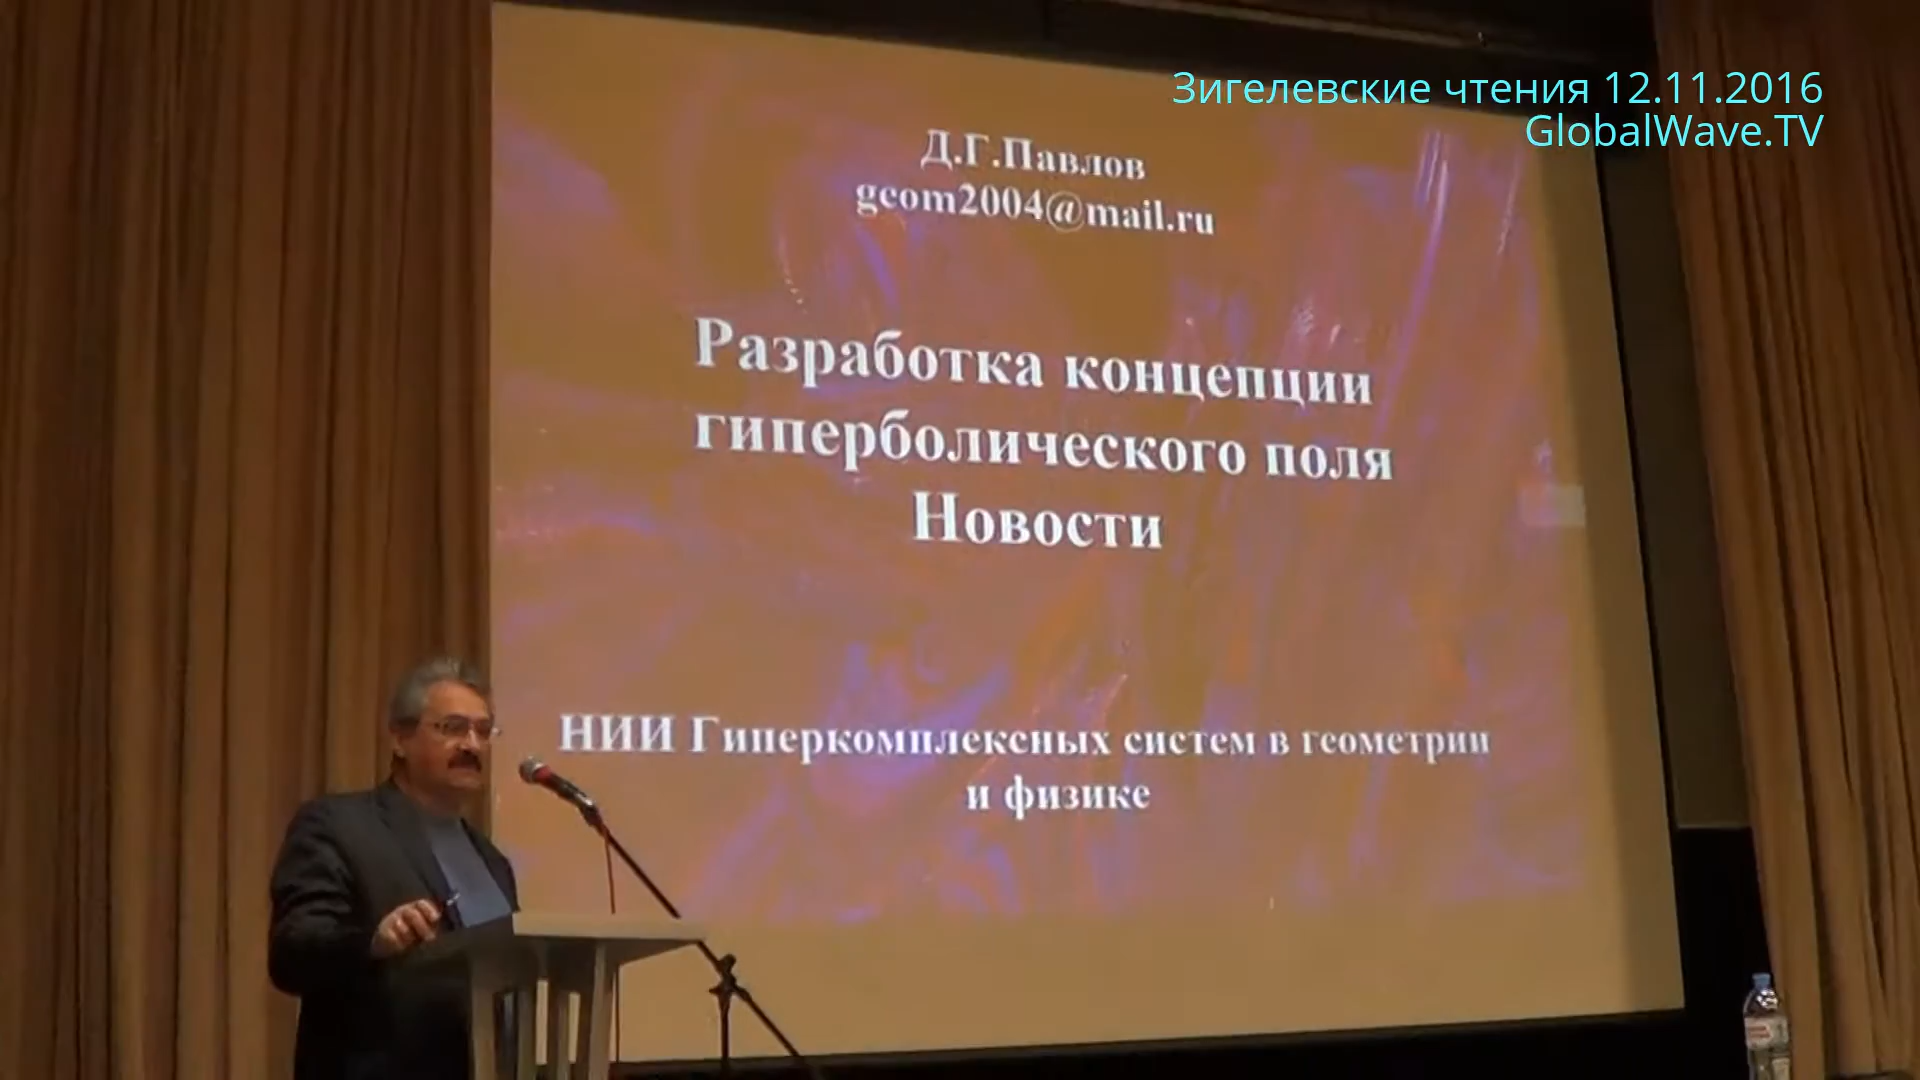 Зигелевские чтения 12.11.2016
GlobalWave.TV
Д.Г.Павлов
geom2004@mail.ru
Разработка концепции
гиперболического поля
Новости
НИИ Гиперкомплексных систем в геометрии
и физике